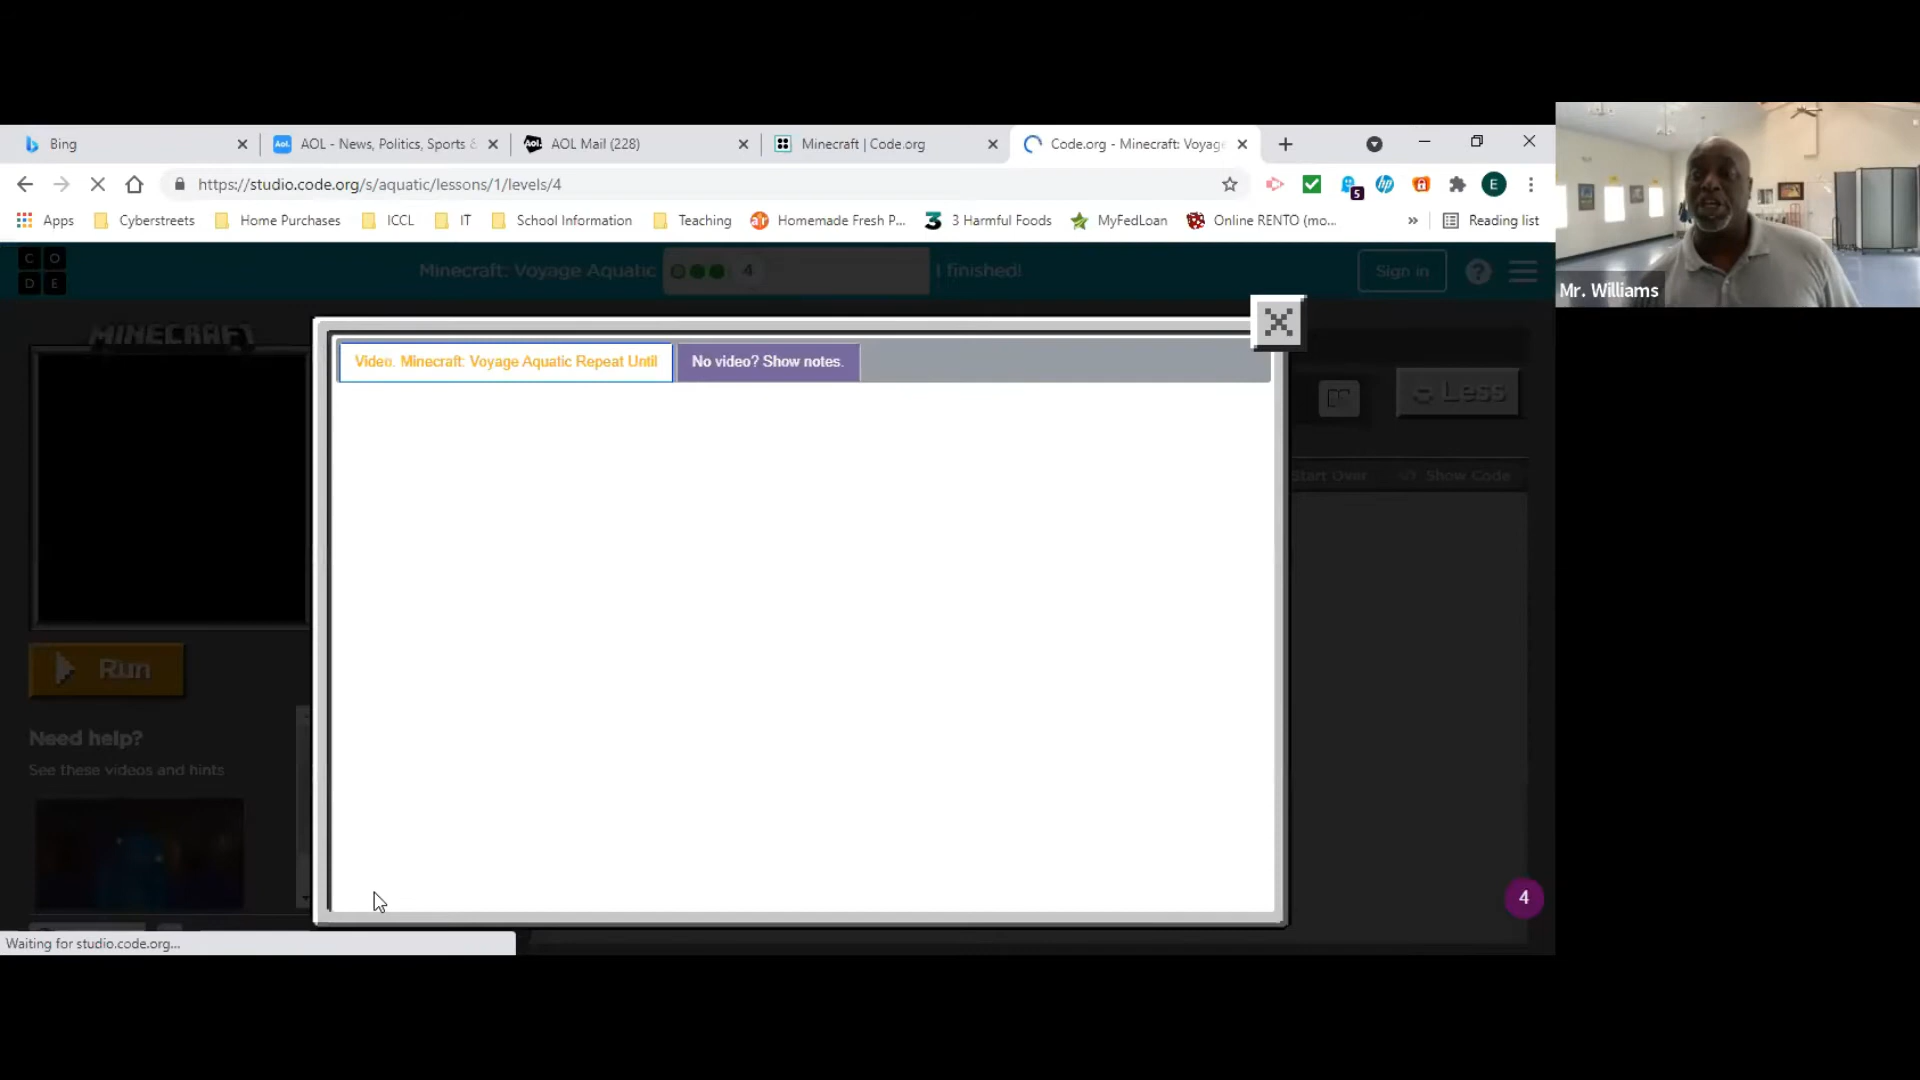 Bing
AOL - News, Politics, Sports &
AOL Mail (228)
Minecraft | Code.org
Code.org - Minecraft: Voyag
https://studio.code.org/s/aquatic/lessons/1/levels/4
5
E
Apps
Cyberstreets
Home Purchases
ICCL
IT
School Information
Teaching
Homemade Fresh P...
3 Harmful Foods
MyFedLoan
Online RENTO (mo...
»
Reading list
C O
D E
Minecraft: Voyage Aquatic
4
I finished!
Sign in
?
Mr. Williams
MINECRAFT
Video. Minecraft: Voyage Aquatic Repeat Until
No video? Show notes.
Less
Start Over
Show Code
Run
Need help?
See these videos and hints
4
Waiting for studio.code.org...